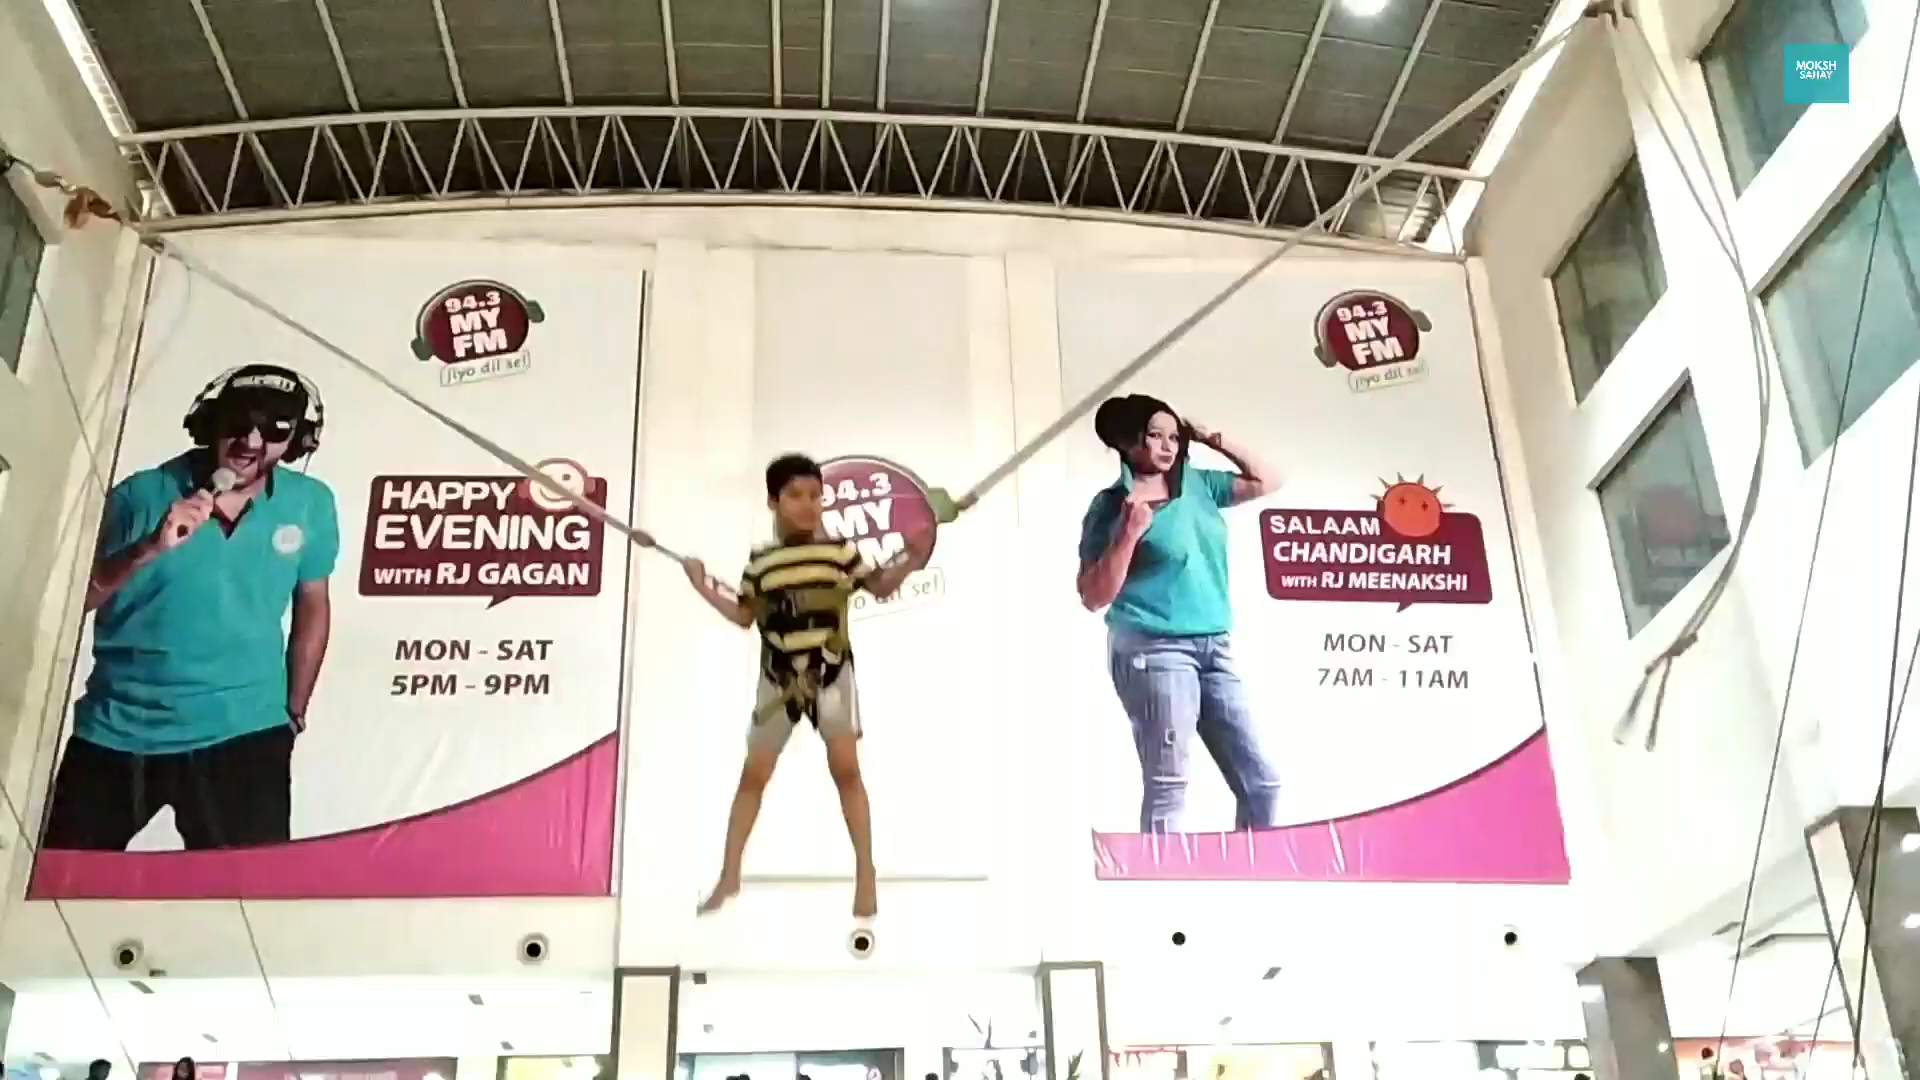 MOKSH
SAHAY
94.3
MY
FM
jiyo dil se!
HAPPY
EVENING
WITH RJ GAGAN
MON - SAT
5PM - 9PM
94.3
MY
FM
jiyo dil se!
94.3
MY
FM
jiyo dil se!
SALAAM
CHANDIGARH
WITH RJ MEENAKSHI
MON - SAT
7AM - 11AM